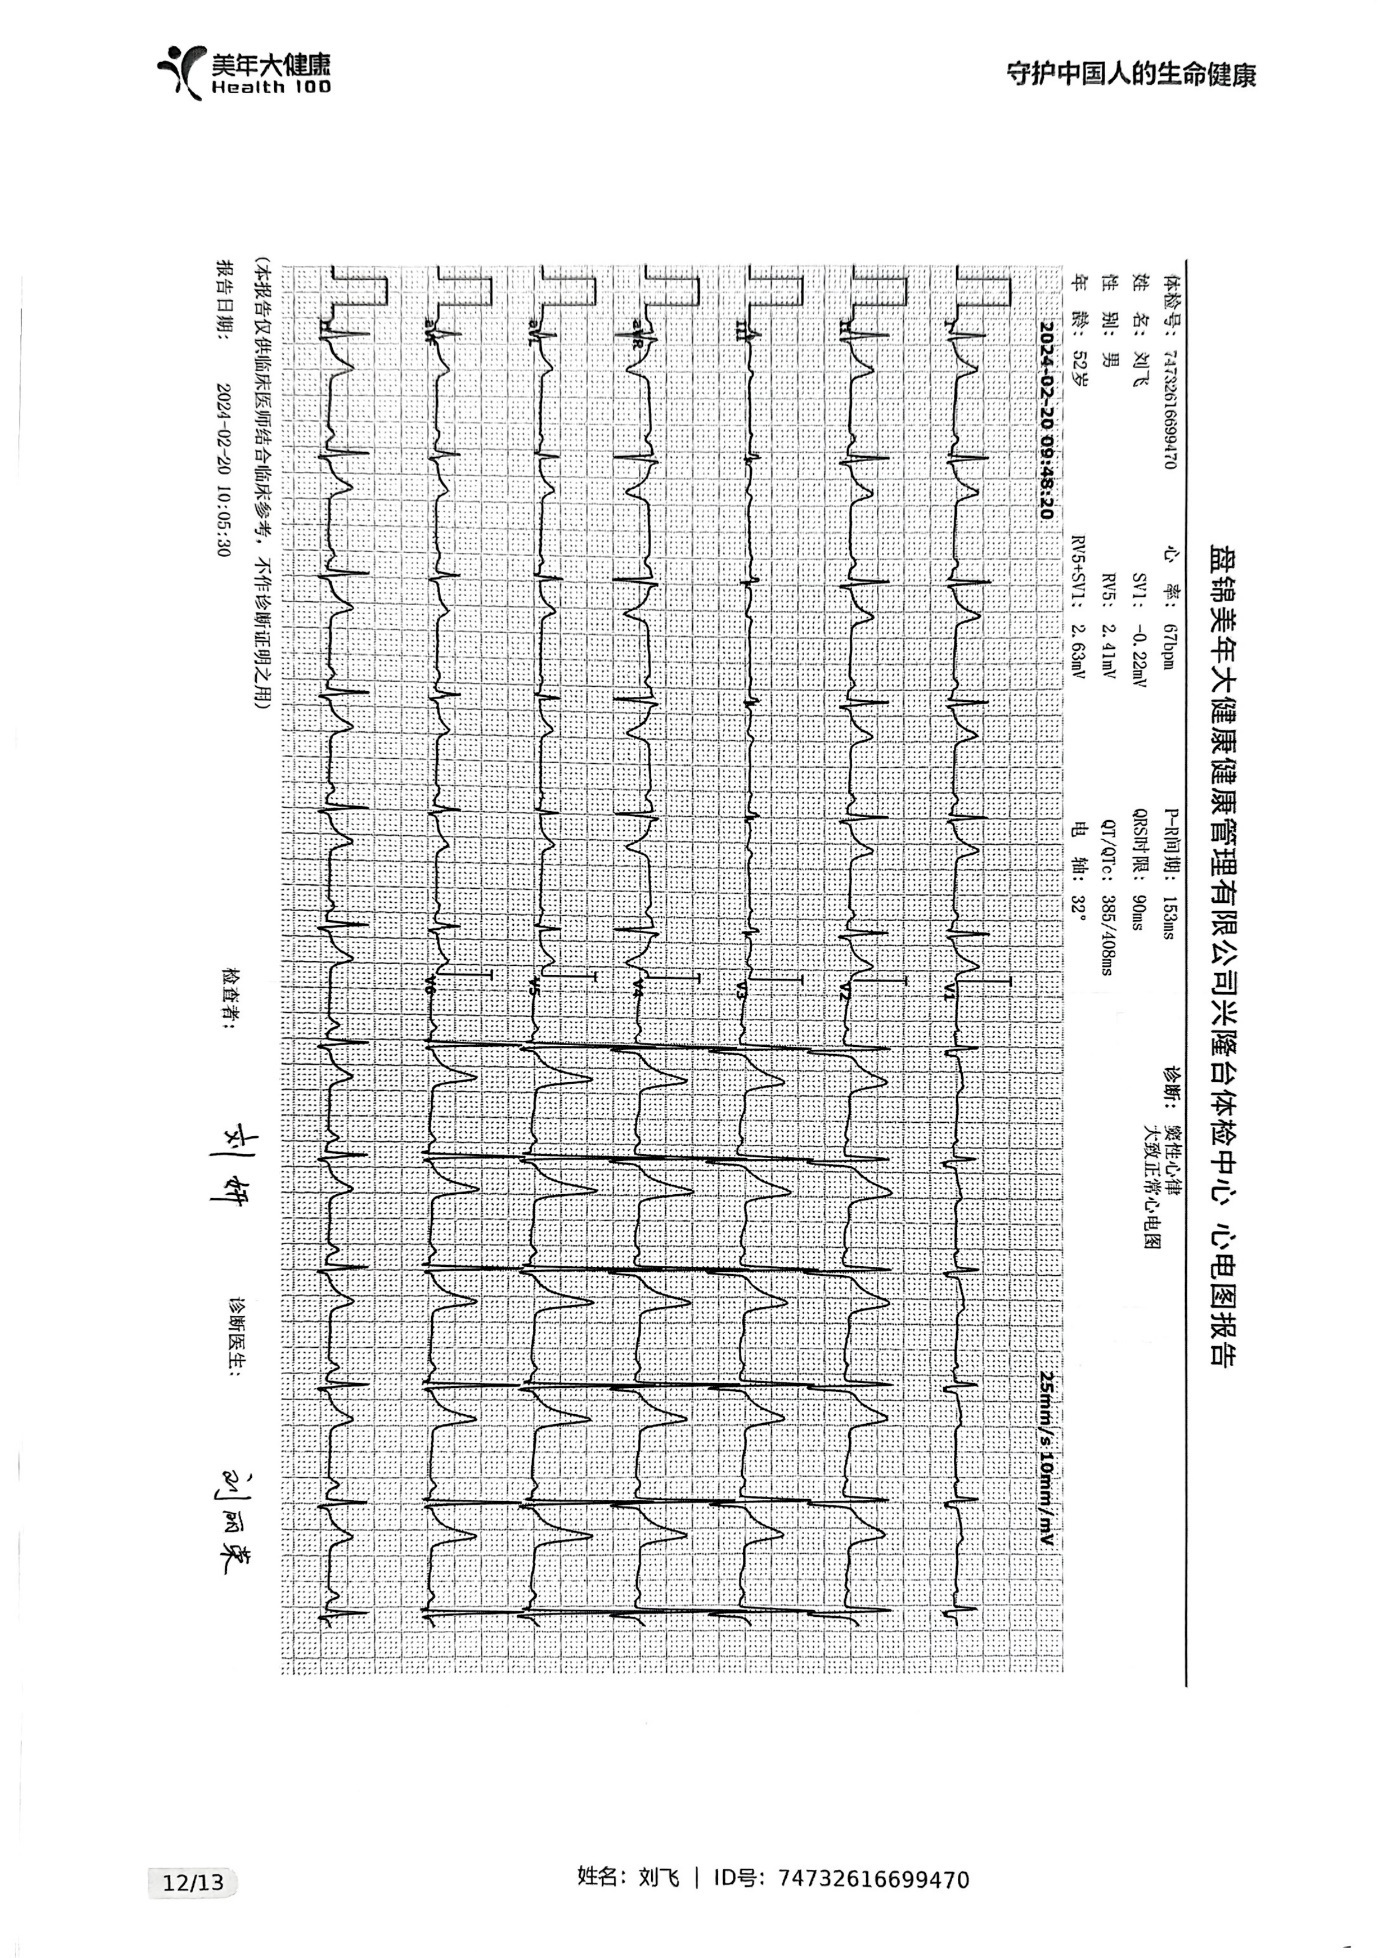 美年大健康
Health 100
守护中国人的生命健康
盘锦美年大健康健康管理有限公司兴隆台体检中心 心电图报告
体检号: 74732616699470 心 率: 67bpm P-R间期: 153ms 诊断: 窦性心律
姓 名: 刘飞 SV1: -0.22mV QRS时限: 90ms 大致正常心电图
性 别: 男 RV5: 2.41mV QT/QTc: 385/408ms
年 龄: 52岁 RV5+SV1: 2.63mV 电 轴: 32°
2024-02-20 09:48:20 25mm/s 10mm/mV
I V1
II V2
III V3
aVR V4
aVL V5
aVF V6
II
(本报告仅供临床医师结合临床参考, 不作诊断证明之用)
报告日期: 2024-02-20 10:05:30 检查者: 刘妍 诊断医生: 刘丽荣
12/13
姓名: 刘飞 | ID号: 74732616699470